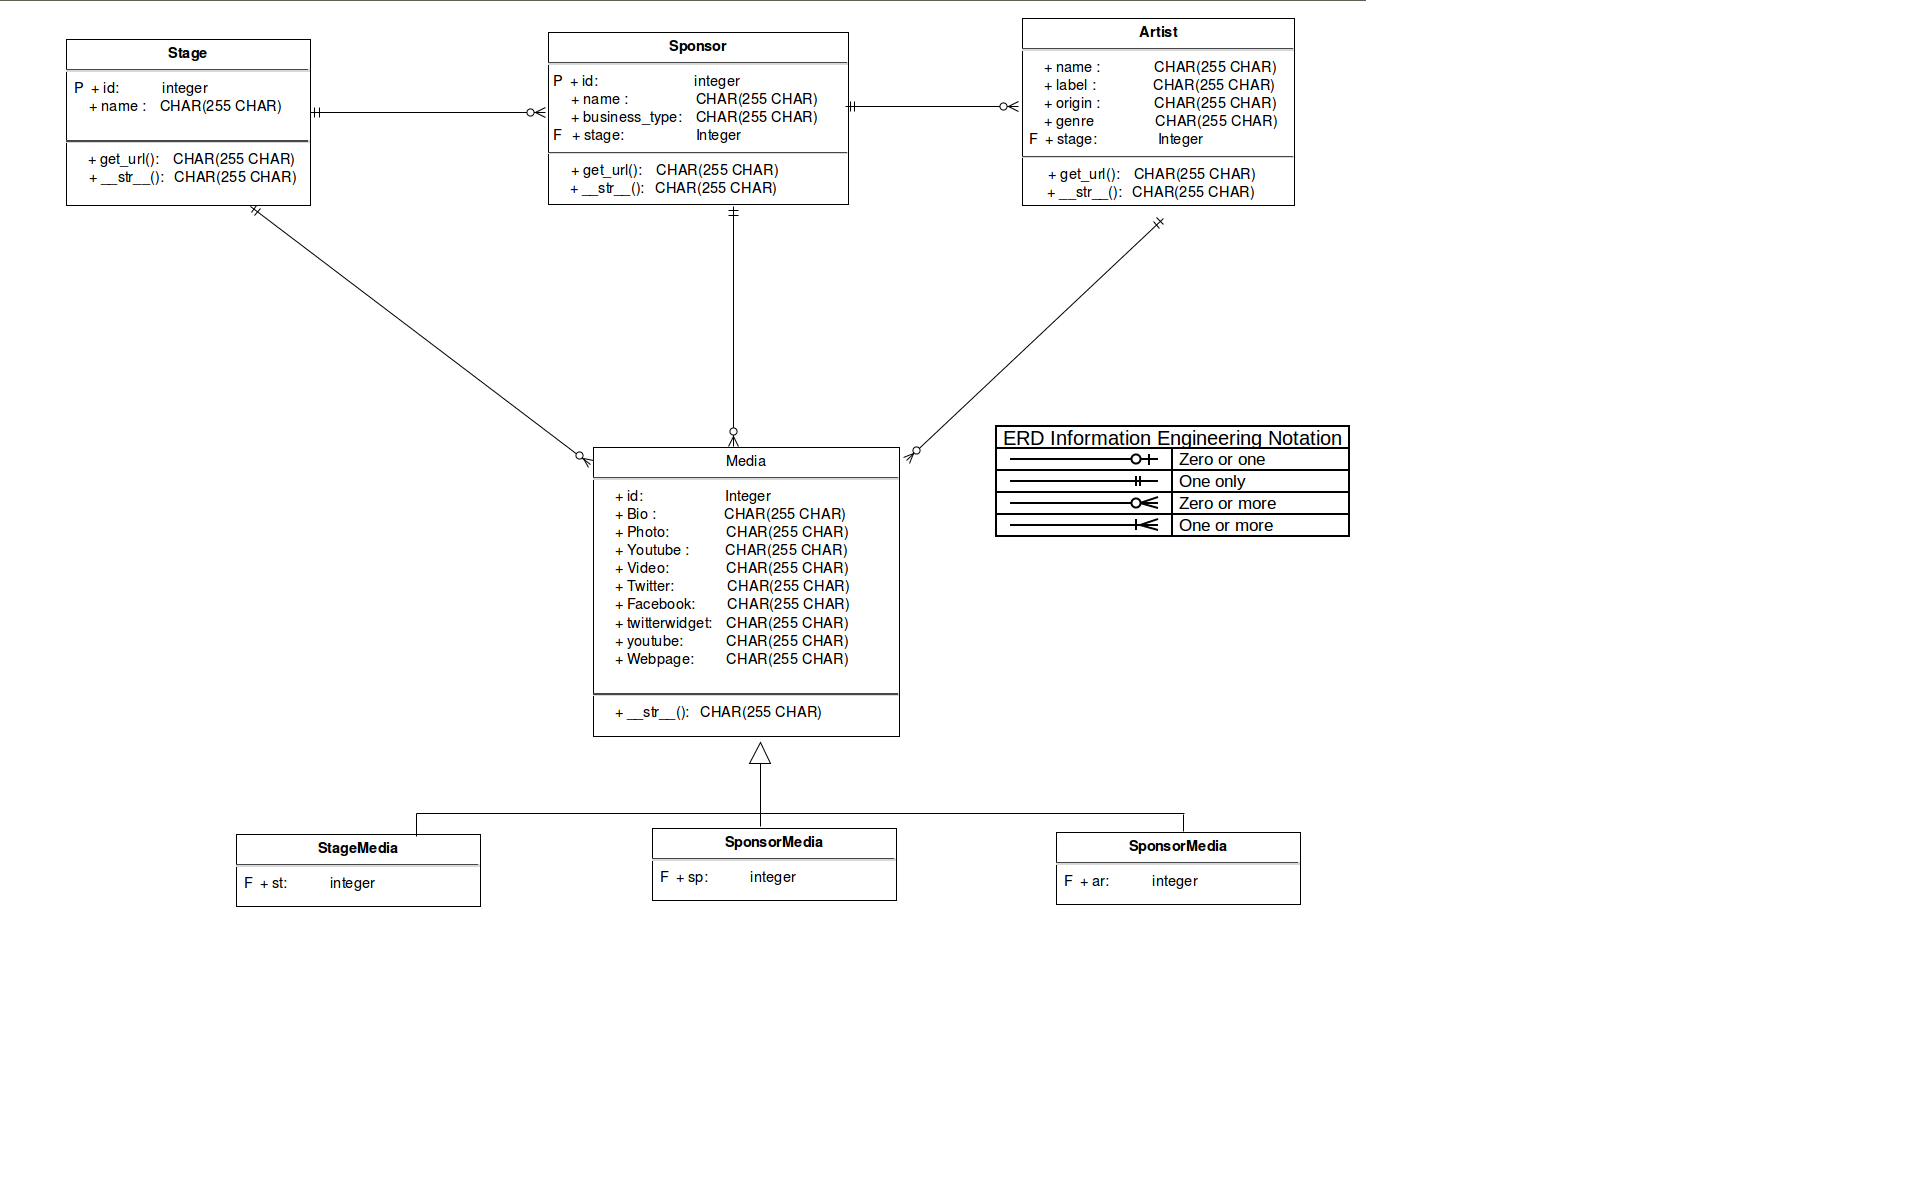 Stage
P + id: integer
+ name : CHAR(255 CHAR)
+ get_url(): CHAR(255 CHAR)
+ __str__(): CHAR(255 CHAR)
Sponsor
P + id: integer
+ name : CHAR(255 CHAR)
+ business_type: CHAR(255 CHAR)
F + stage: Integer
+ get_url(): CHAR(255 CHAR)
+ __str__(): CHAR(255 CHAR)
Artist
+ name : CHAR(255 CHAR)
+ label : CHAR(255 CHAR)
+ origin : CHAR(255 CHAR)
+ genre CHAR(255 CHAR)
F + stage: Integer
+ get_url(): CHAR(255 CHAR)
+ __str__(): CHAR(255 CHAR)
Media
+ id: Integer
+ Bio : CHAR(255 CHAR)
+ Photo: CHAR(255 CHAR)
+ Youtube : CHAR(255 CHAR)
+ Video: CHAR(255 CHAR)
+ Twitter: CHAR(255 CHAR)
+ Facebook: CHAR(255 CHAR)
+ twitterwidget: CHAR(255 CHAR)
+ youtube: CHAR(255 CHAR)
+ Webpage: CHAR(255 CHAR)
+ __str__(): CHAR(255 CHAR)
ERD Information Engineering Notation
Zero or one
One only
Zero or more
One or more
StageMedia
F + st: integer
SponsorMedia
F + sp: integer
SponsorMedia
F + ar: integer